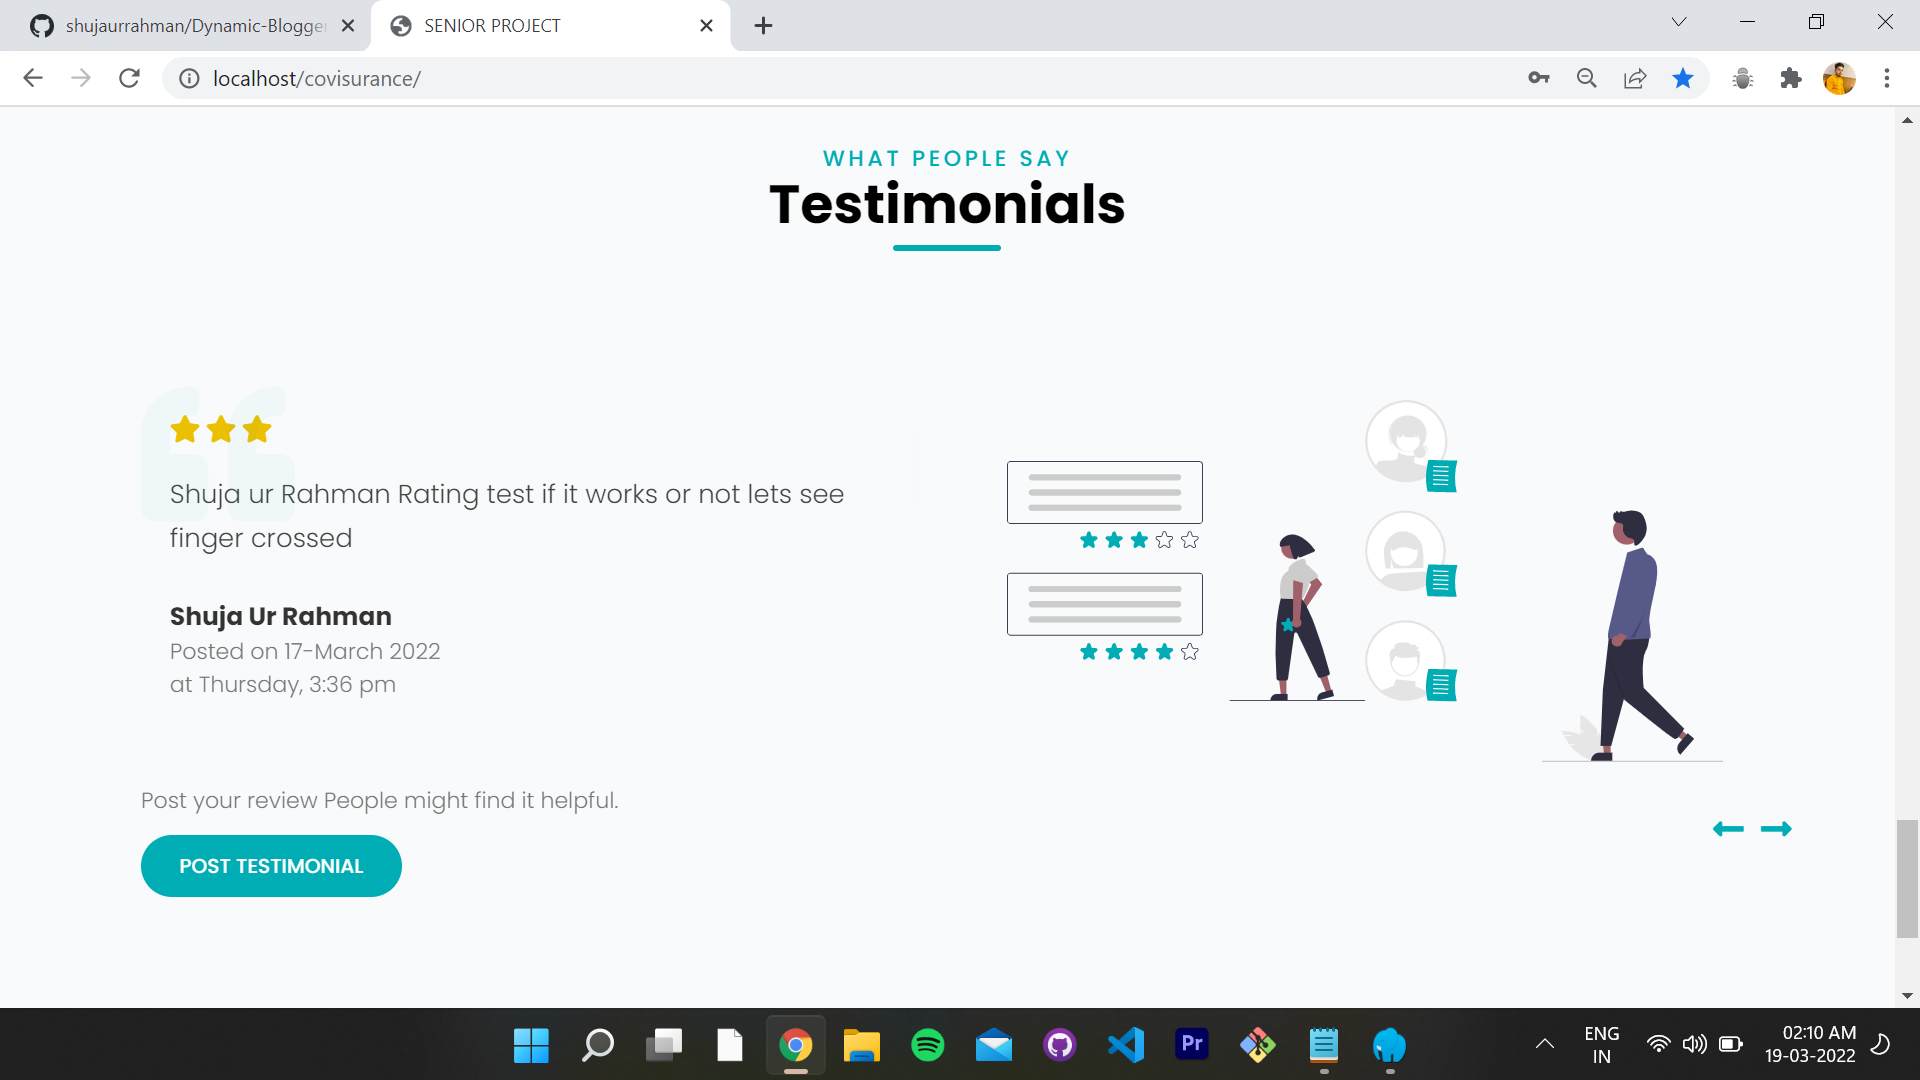 shujaurrahman/Dynamic-Blogge
SENIOR PROJECT
localhost/covisurance/
WHAT PEOPLE SAY
Testimonials
Shuja ur Rahman Rating test if it works or not lets see
finger crossed
Shuja Ur Rahman
Posted on 17-March 2022
at Thursday, 3:36 pm
Post your review People might find it helpful.
POST TESTIMONIAL
Pr
ENG
IN
02:10 AM
19-03-2022